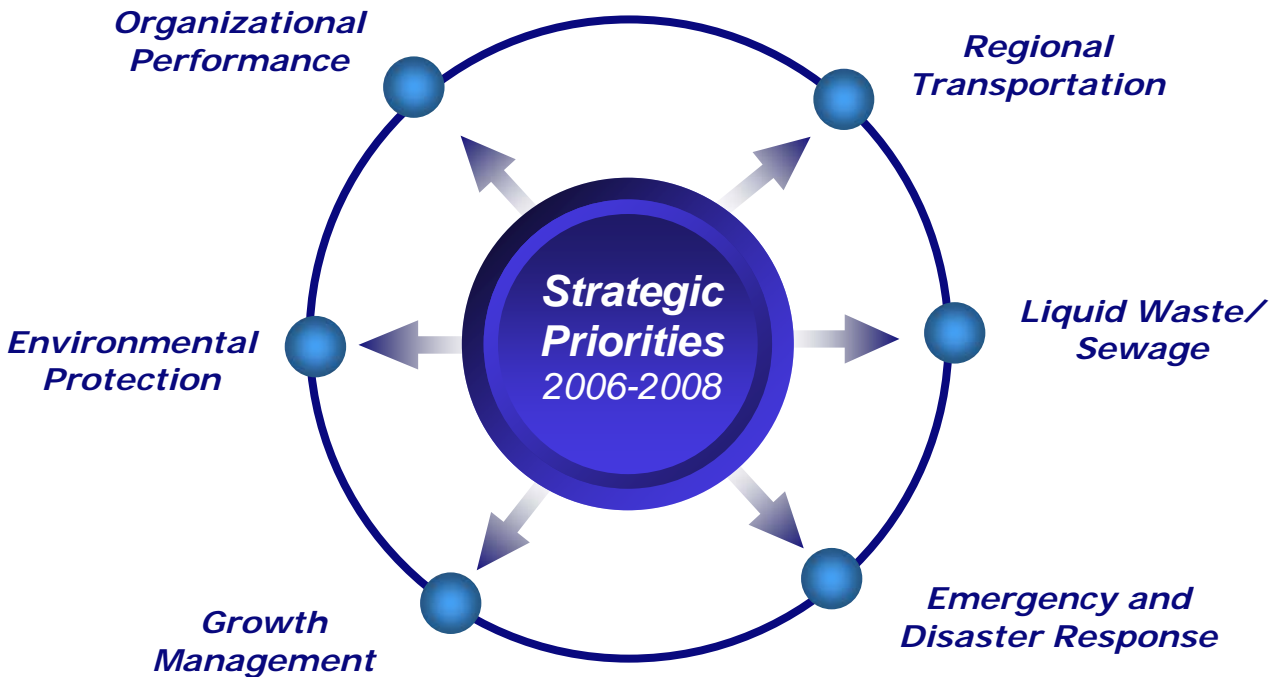 Organizational
Performance
Regional
Transportation
Strategic
Priorities
2006-2008
Liquid Waste/
Sewage
Environmental
Protection
Emergency and
Disaster Response
Growth
Management